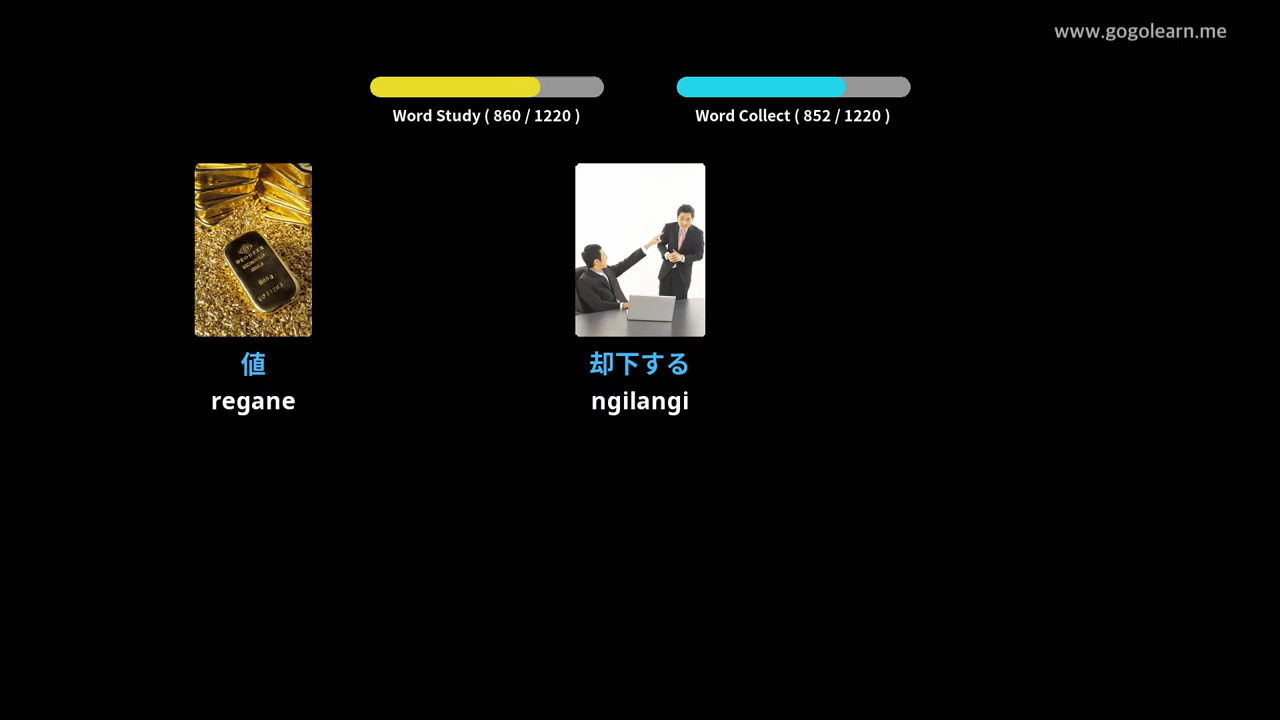 www.gogolearn.me
Word Study ( 860 / 1220 )
Word Collect ( 852 / 1220 )
値
regane
却下する
ngilangi